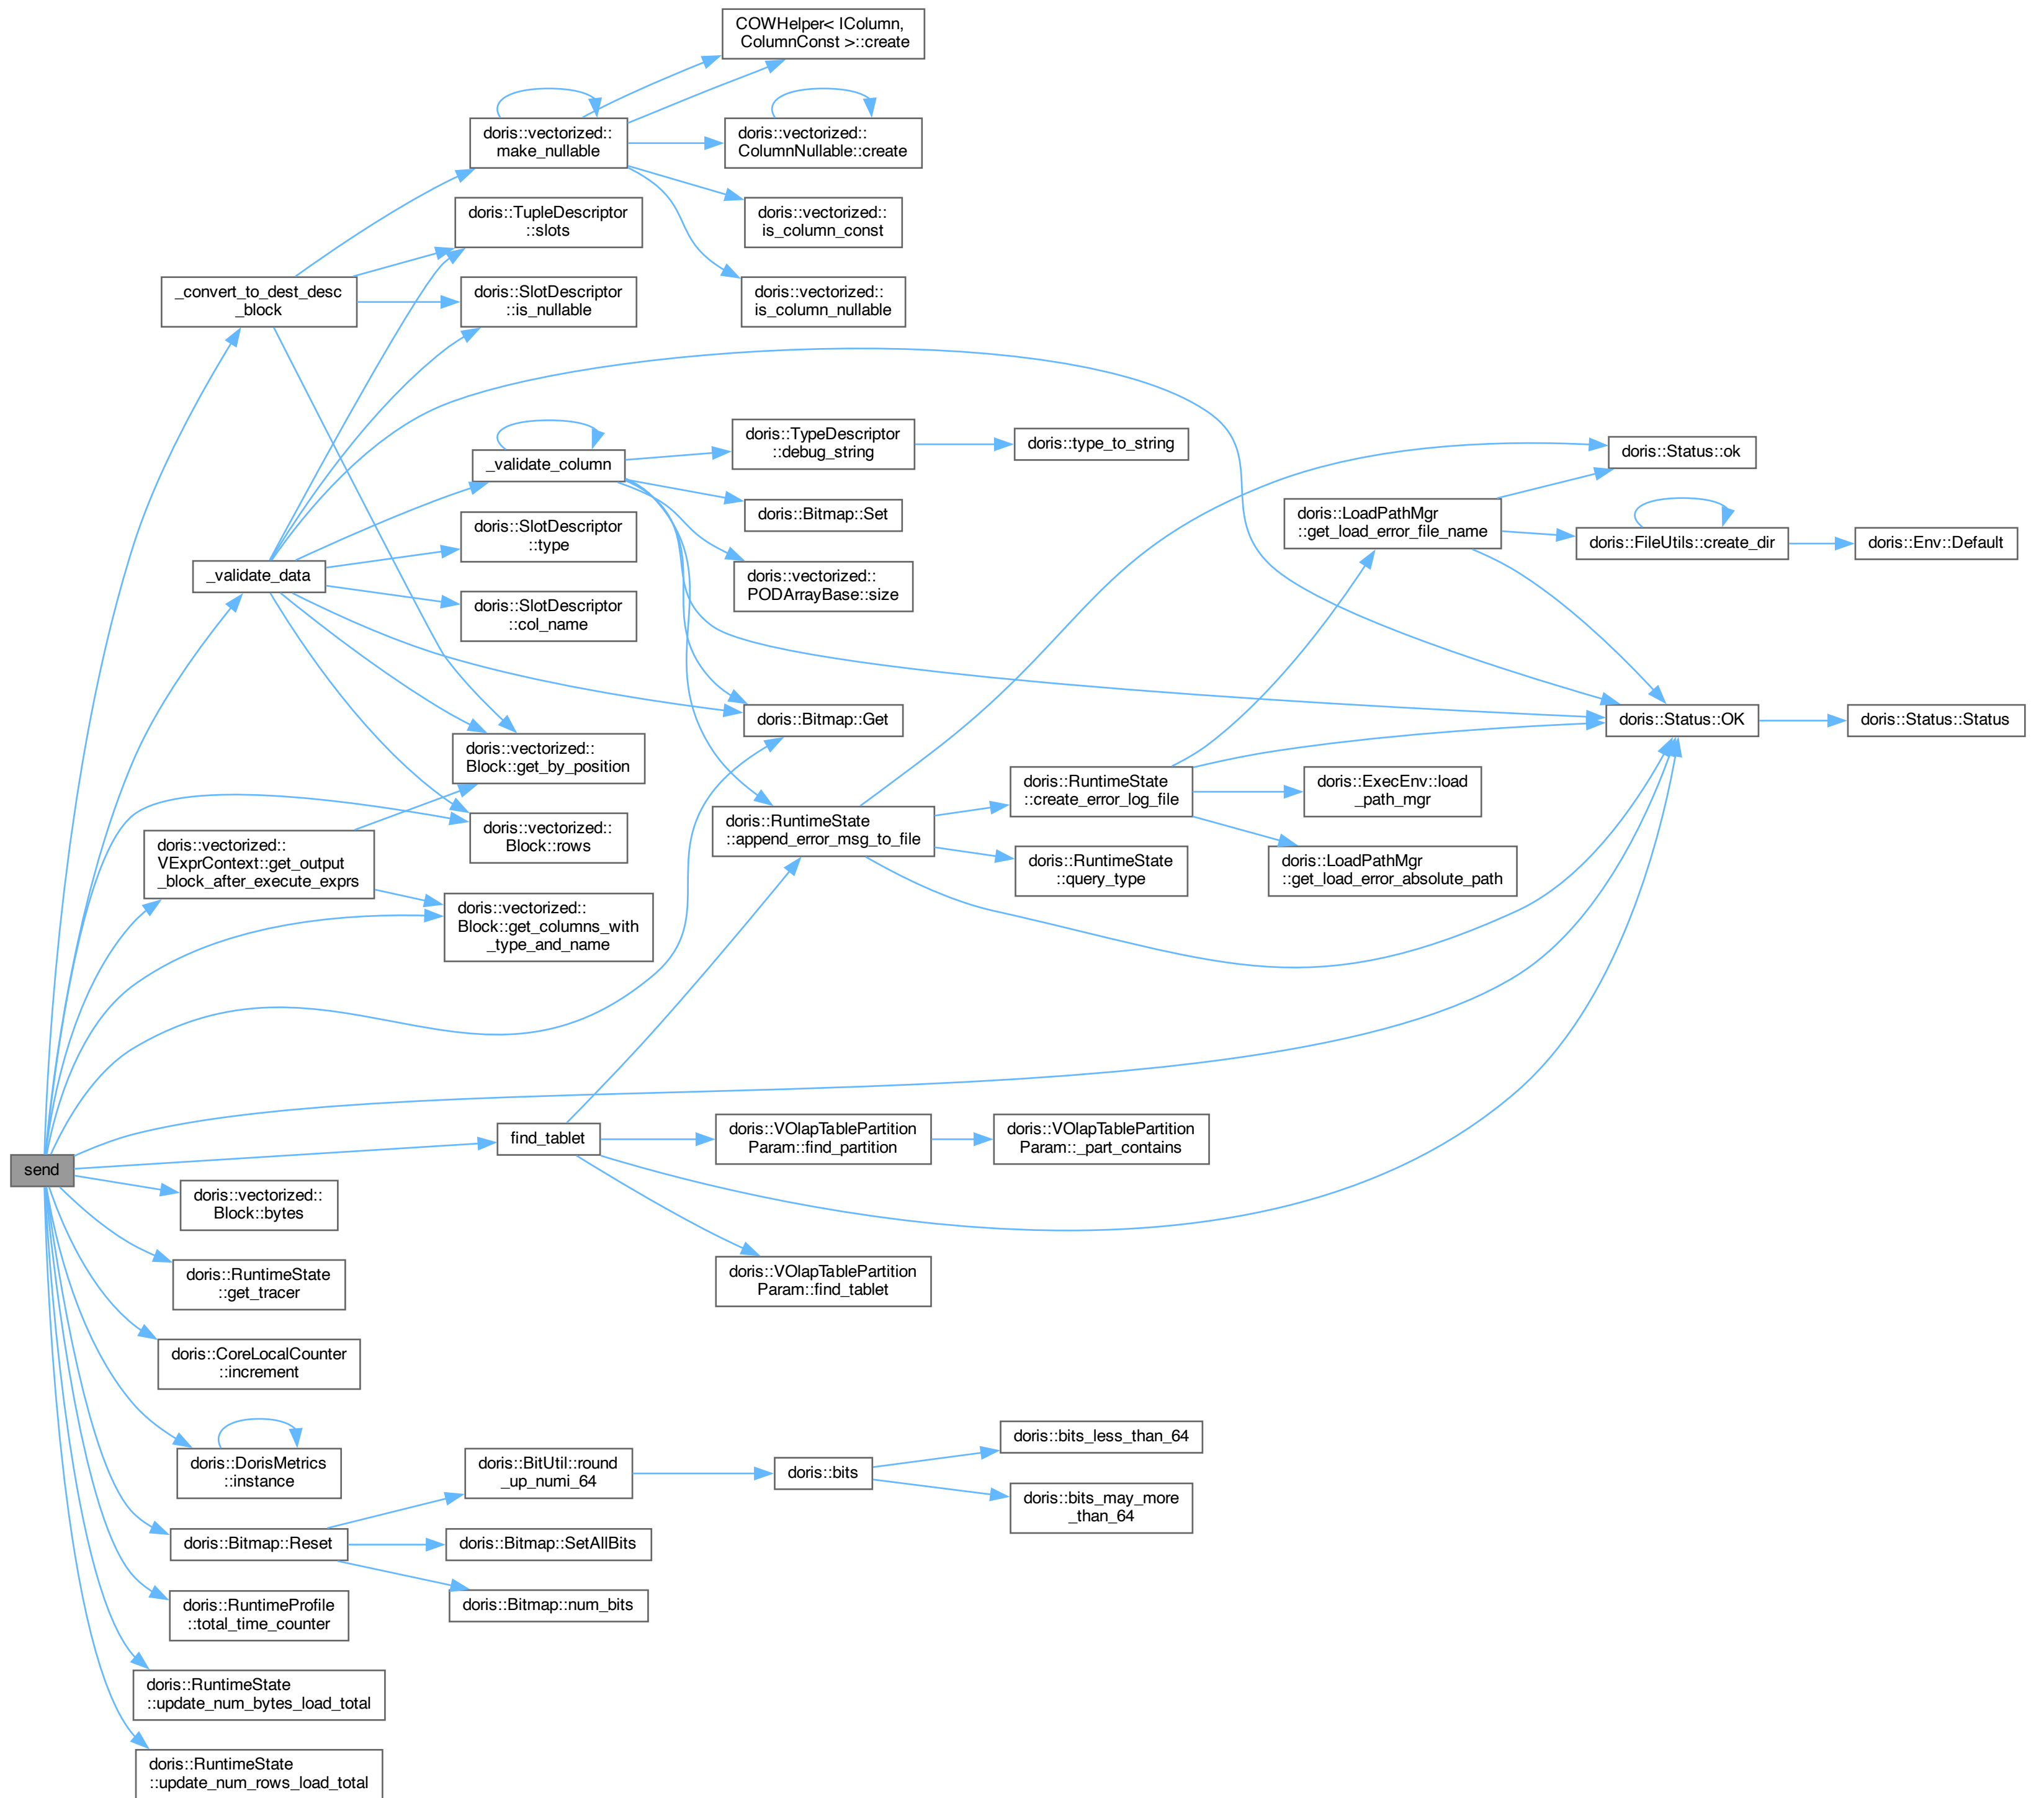 COWHelper< IColumn,
ColumnConst >::create
doris::vectorized::
make_nullable
doris::vectorized::
ColumnNullable::create
doris::TupleDescriptor
::slots
doris::vectorized::
is_column_const
_convert_to_dest_desc
_block
doris::SlotDescriptor
::is_nullable
doris::vectorized::
is_column_nullable
_validate_column
doris::TypeDescriptor
::debug_string
doris::type_to_string
doris::Status::ok
doris::Bitmap::Set
doris::LoadPathMgr
::get_load_error_file_name
doris::FileUtils::create_dir
doris::Env::Default
_validate_data
doris::SlotDescriptor
::type
doris::vectorized::
PODArrayBase::size
doris::SlotDescriptor
::col_name
doris::Bitmap::Get
doris::Status::OK
doris::Status::Status
doris::vectorized::
Block::get_by_position
doris::RuntimeState
::create_error_log_file
doris::ExecEnv::load
_path_mgr
doris::vectorized::
VExprContext::get_output
_block_after_execute_exprs
doris::vectorized::
Block::rows
doris::RuntimeState
::append_error_msg_to_file
doris::RuntimeState
::query_type
doris::LoadPathMgr
::get_load_error_absolute_path
doris::vectorized::
Block::get_columns_with
_type_and_name
send
find_tablet
doris::VOlapTablePartition
Param::find_partition
doris::VOlapTablePartition
Param::_part_contains
doris::vectorized::
Block::bytes
doris::RuntimeState
::get_tracer
doris::VOlapTablePartition
Param::find_tablet
doris::CoreLocalCounter
::increment
doris::DorisMetrics
::instance
doris::BitUtil::round
_up_numi_64
doris::bits
doris::bits_less_than_64
doris::bits_may_more
_than_64
doris::Bitmap::Reset
doris::Bitmap::SetAllBits
doris::Bitmap::num_bits
doris::RuntimeProfile
::total_time_counter
doris::RuntimeState
::update_num_bytes_load_total
doris::RuntimeState
::update_num_rows_load_total